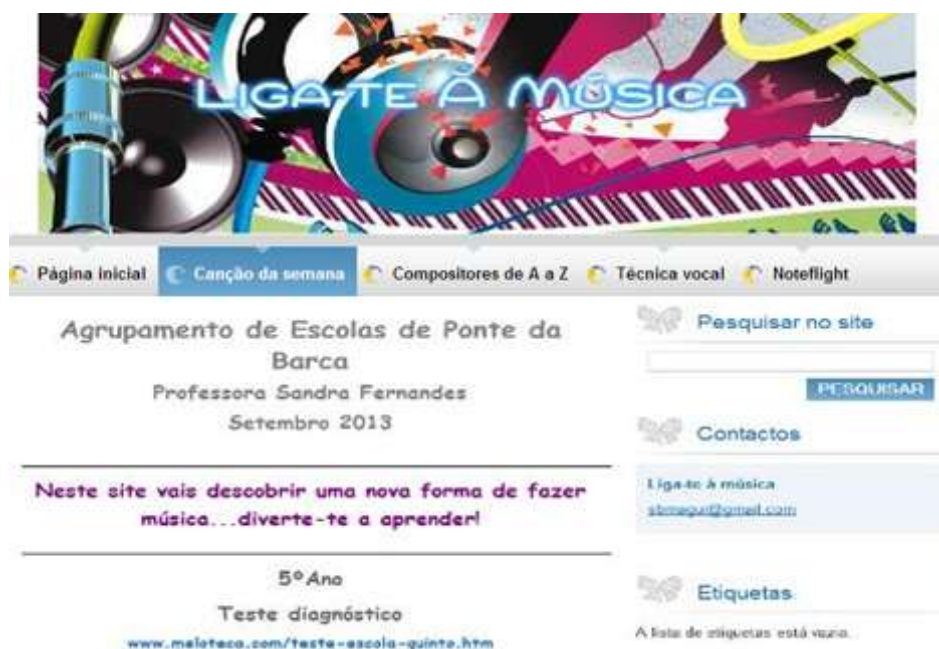 LIGA-TE À MÚSICA
Página inicial
Canção da semana
Compositores de A a Z
Técnica vocal
Noteflight
Agrupamento de Escolas de Ponte da
Barca
Professora Sandra Fernandes
Setembro 2013
Neste site vais descobrir uma nova forma de fazer
música...diverte-te a aprender!
5º Ano
Teste diagnóstico
www.meloteca.com/teste-escola-quinto.htm
Pesquisar no site
PESQUISAR
Contactos
Liga-te à música
Etiquetas
A lista de etiquetas está vazia.